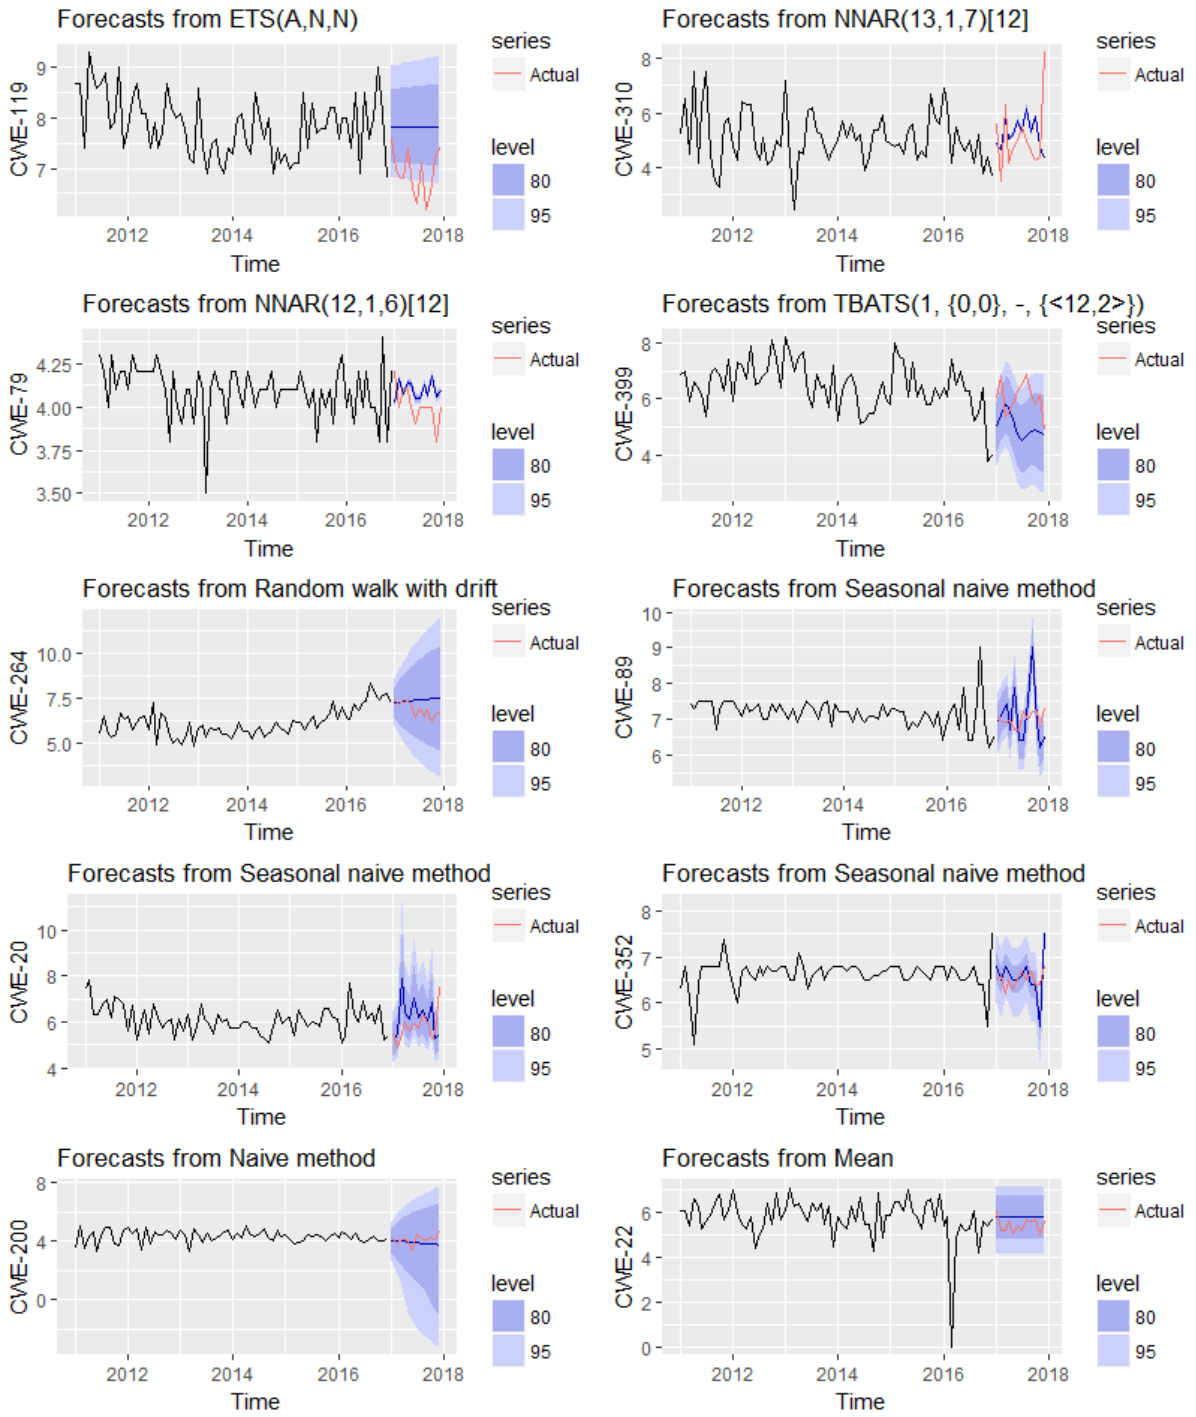 Forecasts from ETS(A,N,N)
CWE-119
9
8
7
2012 2014 2016 2018
Time
series
Actual
level
80
95
Forecasts from NNAR(13,1,7)[12]
CWE-310
8
6
4
2012 2014 2016 2018
Time
series
Actual
level
80
95
Forecasts from NNAR(12,1,6)[12]
CWE-79
4.25
4.00
3.75
3.50
2012 2014 2016 2018
Time
series
Actual
level
80
95
Forecasts from TBATS(1, {0,0}, -, {<12,2>})
CWE-399
8
6
4
2012 2014 2016 2018
Time
series
Actual
level
80
95
Forecasts from Random walk with drift
CWE-264
10.0
7.5
5.0
2012 2014 2016 2018
Time
series
Actual
level
80
95
Forecasts from Seasonal naive method
CWE-89
10
9
8
7
6
2012 2014 2016 2018
Time
series
Actual
level
80
95
Forecasts from Seasonal naive method
CWE-20
10
8
6
4
2012 2014 2016 2018
Time
series
Actual
level
80
95
Forecasts from Seasonal naive method
CWE-352
8
7
6
5
2012 2014 2016 2018
Time
series
Actual
level
80
95
Forecasts from Naive method
CWE-200
8
4
0
2012 2014 2016 2018
Time
series
Actual
level
80
95
Forecasts from Mean
CWE-22
6
4
2
0
2012 2014 2016 2018
Time
series
Actual
level
80
95